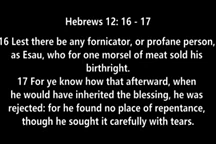 Hebrews 12: 16 - 17
16 Lest there be any fornicator, or profane person,
as Esau, who for one morsel of meat sold his
birthright.
17 For ye know how that afterward, when
he would have inherited the blessing, he was
rejected: for he found no place of repentance,
though he sought it carefully with tears.